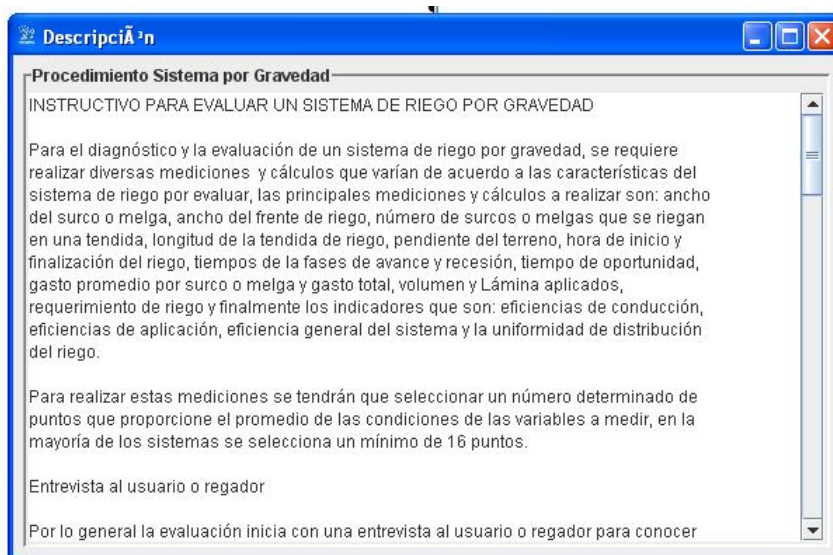 DescripciÃ³n
Procedimiento Sistema por Gravedad
INSTRUCTIVO PARA EVALUAR UN SISTEMA DE RIEGO POR GRAVEDAD
Para el diagnóstico y la evaluación de un sistema de riego por gravedad, se requiere
realizar diversas mediciones y cálculos que varían de acuerdo a las características del
sistema de riego por evaluar, las principales mediciones y cálculos a realizar son: ancho
del surco o melga, ancho del frente de riego, número de surcos o melgas que se riegan
en una tendida, longitud de la tendida de riego, pendiente del terreno, hora de inicio y
finalización del riego, tiempos de la fases de avance y recesión, tiempo de oportunidad,
gasto promedio por surco o melga y gasto total, volumen y Lámina aplicados,
requerimiento de riego y finalmente los indicadores que son: eficiencias de conducción,
eficiencias de aplicación, eficiencia general del sistema y la uniformidad de distribución
del riego.
Para realizar estas mediciones se tendrán que seleccionar un número determinado de
puntos que proporcione el promedio de las condiciones de las variables a medir, en la
mayoría de los sistemas se selecciona un mínimo de 16 puntos.
Entrevista al usuario o regador
Por lo general la evaluación inicia con una entrevista al usuario o regador para conocer